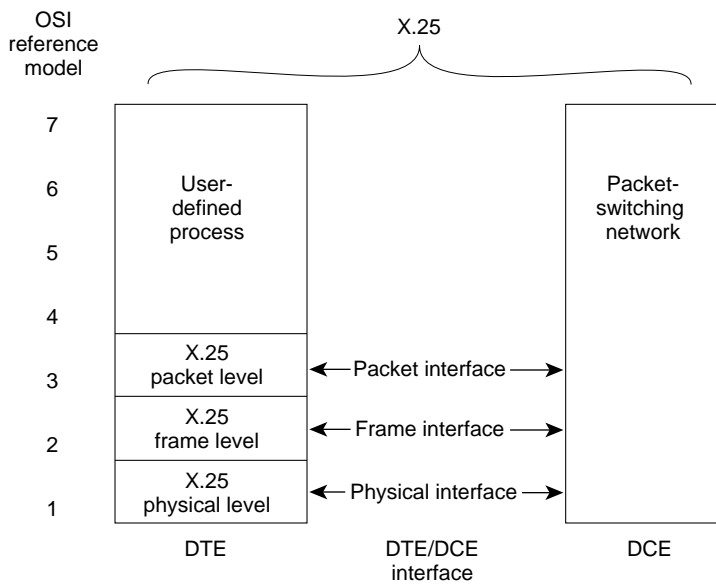 OSI
reference
model
X.25
7
6
5
4
3
2
1
User-
defined
process
X.25
packet level
X.25
frame level
X.25
physical level
Packet interface
Frame interface
Physical interface
Packet-
switching
network
DTE
DTE/DCE
interface
DCE